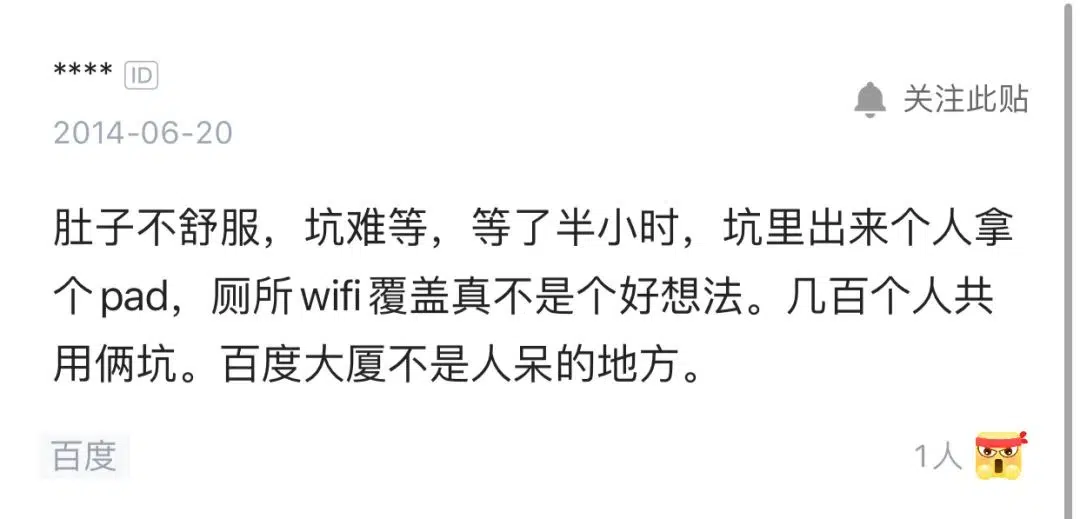 **** ID
关注此贴
2014-06-20
肚子不舒服，坑难等，等了半小时，坑里出来个人拿
个pad，厕所wifi覆盖真不是个好想法。几百个人共
用俩坑。百度大厦不是人呆的地方。
百度
1人